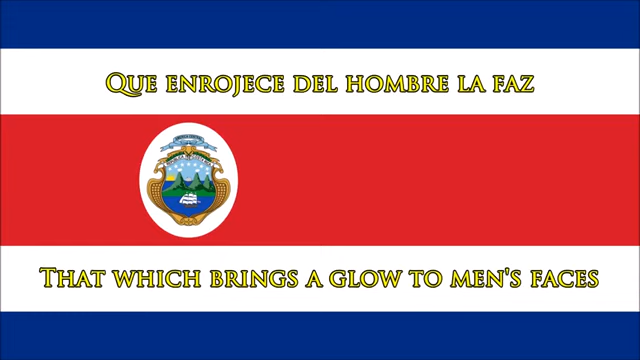 Que enrojece del hombre la faz
That which brings a glow to men's faces